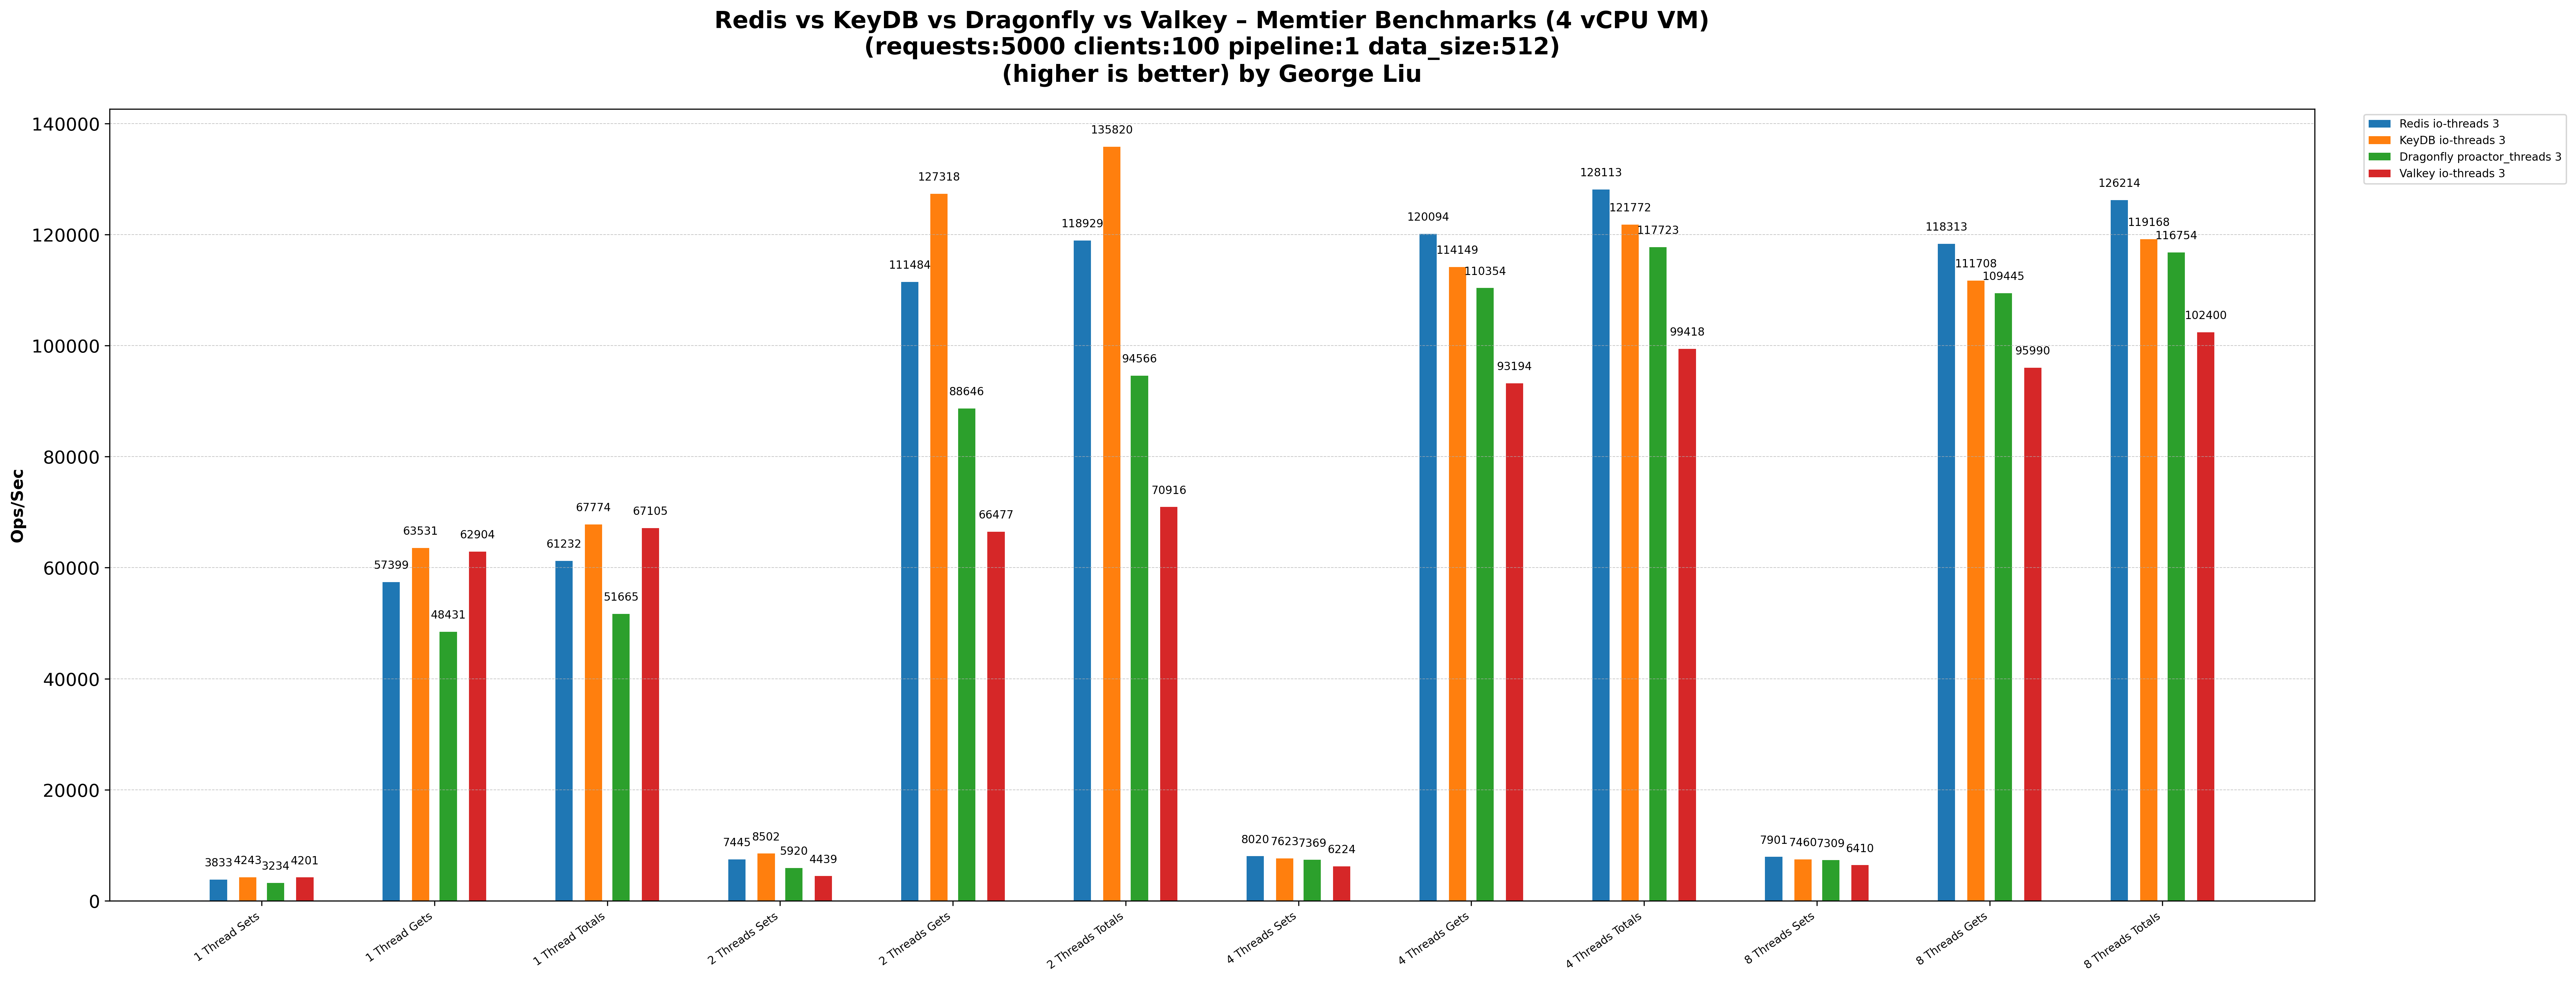 Redis vs KeyDB vs Dragonfly vs Valkey – Memtier Benchmarks (4 vCPU VM)
(requests:5000 clients:100 pipeline:1 data_size:512)
(higher is better) by George Liu
Redis io-threads 3
KeyDB io-threads 3
Dragonfly proactor_threads 3
Valkey io-threads 3
Ops/Sec
140000
120000
100000
80000
60000
40000
20000
0
3833 4243 3234 4201
57399 63531 48431 62904
61232 67774 51665 67105
7445 8502 5920 4439
111484 127318 88646 66477
118929 135820 94566 70916
8020 7623 7369 6224
120094 114149 110354 93194
128113 121772 117723 99418
7901 7460 7309 6410
118313 111708 109445 95990
126214 119168 116754 102400
1 Thread Sets
1 Thread Gets
1 Thread Totals
2 Threads Sets
2 Threads Gets
2 Threads Totals
4 Threads Sets
4 Threads Gets
4 Threads Totals
8 Threads Sets
8 Threads Gets
8 Threads Totals